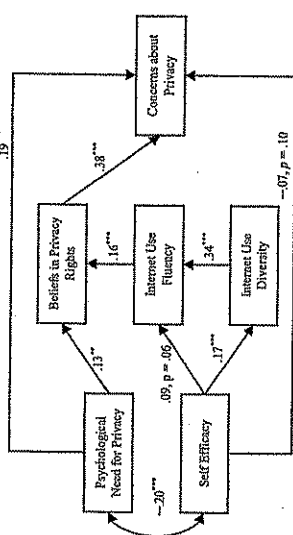 .19
Concerns about
Privacy
.38***
Beliefs in Privacy
Rights
.16***
Internet Use
Fluency
.34***
Internet Use
Diversity
.13**
.09, p = .06
.17***
–.07, p = .10
Psychological
Need for Privacy
–.20***
Self Efficacy